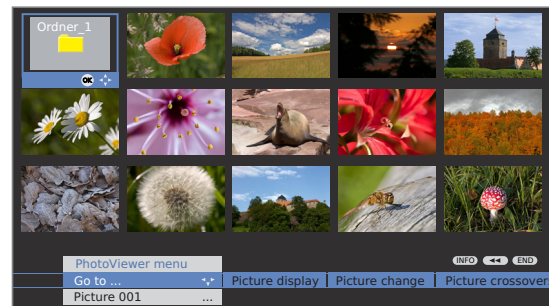 Ordner_1
OK
INFO ◄◄ END
PhotoViewer menu
Go to ... Picture display Picture change Picture crossover
Picture 001 ...